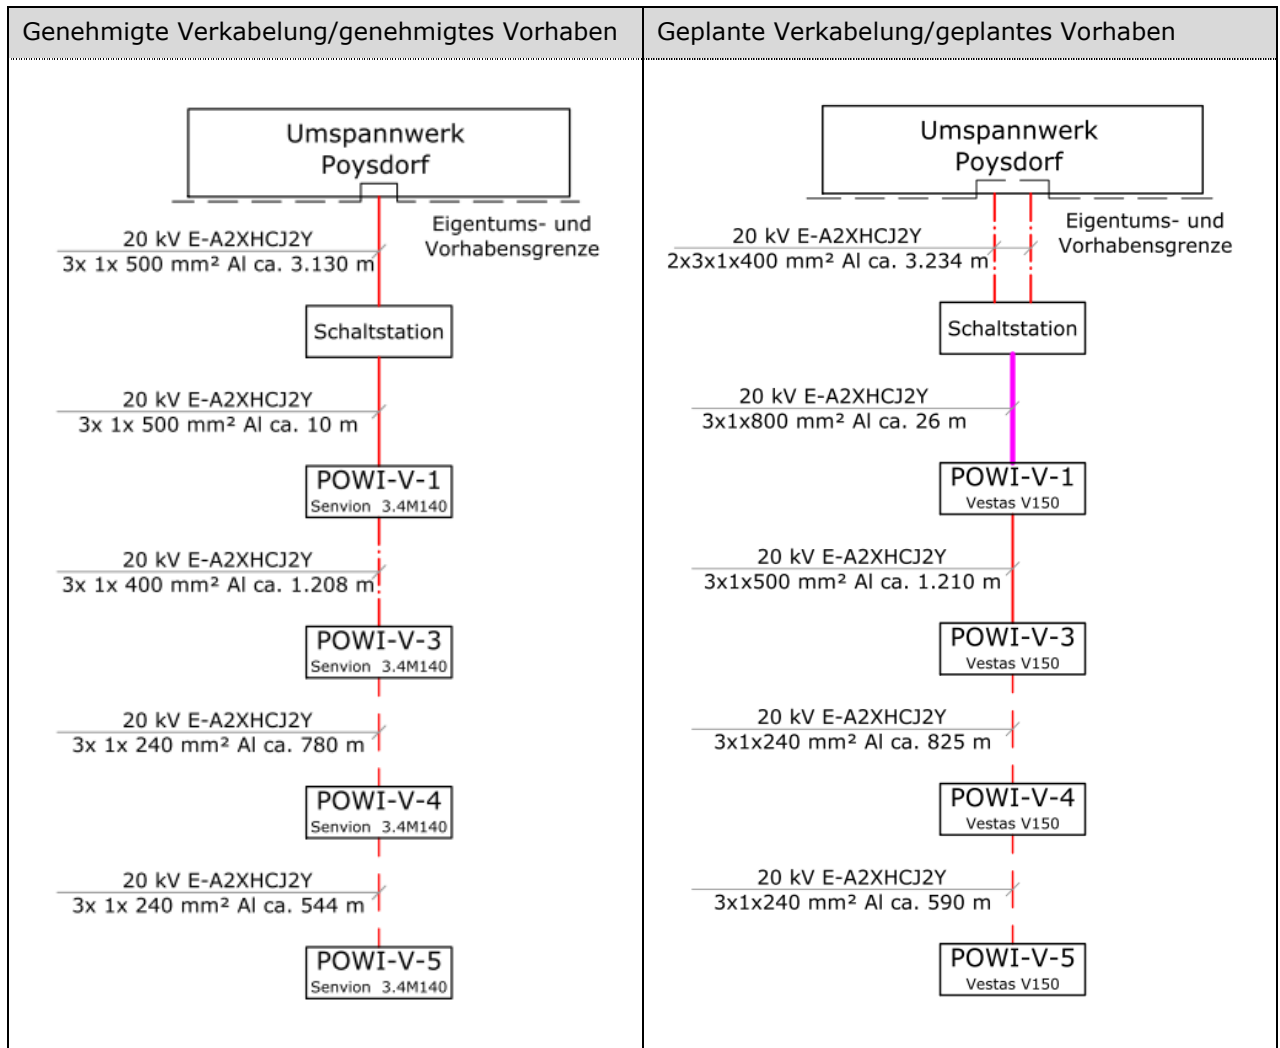 Genehmigte Verkabelung/genehmigtes Vorhaben
Umspannwerk
Poysdorf
Eigentums- und
Vorhabensgrenze
20 kV E-A2XHCJ2Y
3x 1x 500 mm² Al ca. 3.130 m
Schaltstation
20 kV E-A2XHCJ2Y
3x 1x 500 mm² Al ca. 10 m
POWI-V-1
Senvion 3.4M140
20 kV E-A2XHCJ2Y
3x 1x 400 mm² Al ca. 1.208 m
POWI-V-3
Senvion 3.4M140
20 kV E-A2XHCJ2Y
3x 1x 240 mm² Al ca. 780 m
POWI-V-4
Senvion 3.4M140
20 kV E-A2XHCJ2Y
3x 1x 240 mm² Al ca. 544 m
POWI-V-5
Senvion 3.4M140
Geplante Verkabelung/geplantes Vorhaben
Umspannwerk
Poysdorf
Eigentums- und
Vorhabensgrenze
20 kV E-A2XHCJ2Y
2x3x1x400 mm² Al ca. 3.234 m
Schaltstation
20 kV E-A2XHCJ2Y
3x1x800 mm² Al ca. 26 m
POWI-V-1
Vestas V150
20 kV E-A2XHCJ2Y
3x1x500 mm² Al ca. 1.210 m
POWI-V-3
Vestas V150
20 kV E-A2XHCJ2Y
3x1x240 mm² Al ca. 825 m
POWI-V-4
Vestas V150
20 kV E-A2XHCJ2Y
3x1x240 mm² Al ca. 590 m
POWI-V-5
Vestas V150